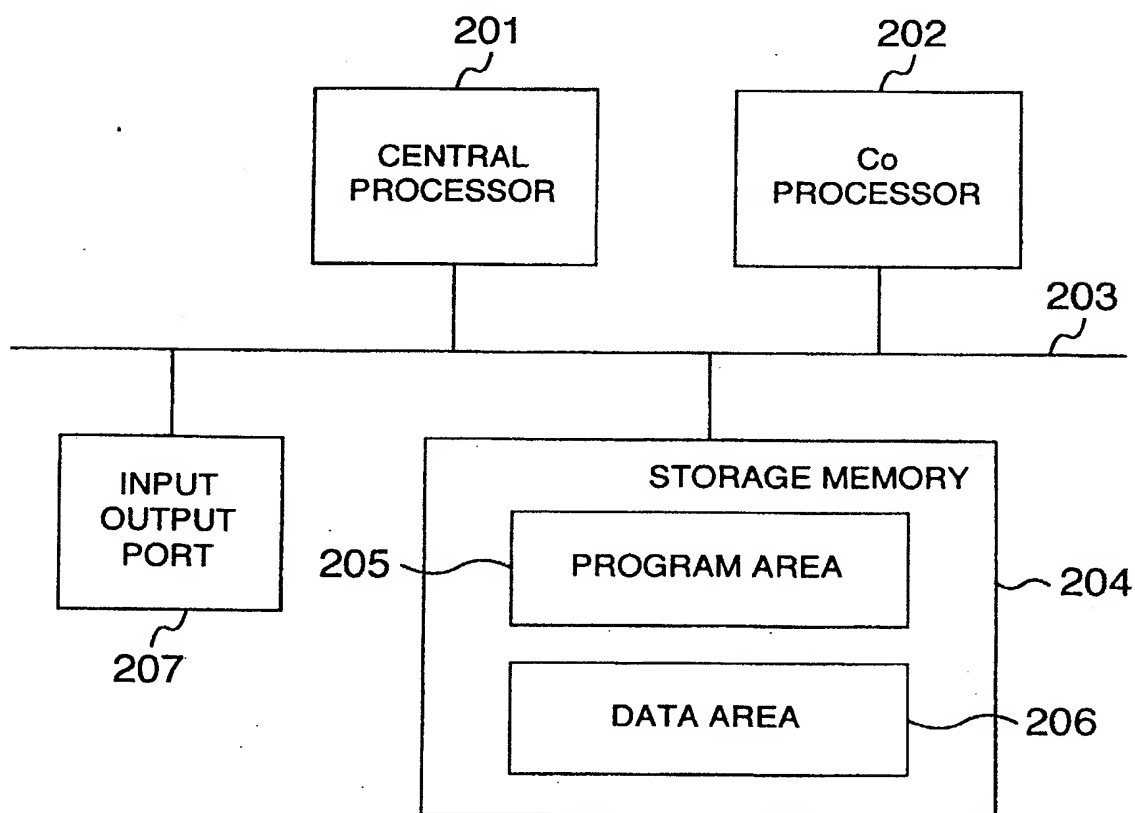 201
202
CENTRAL
PROCESSOR
Co
PROCESSOR
203
INPUT
OUTPUT
PORT
STORAGE MEMORY
205
PROGRAM AREA
204
207
DATA AREA
206